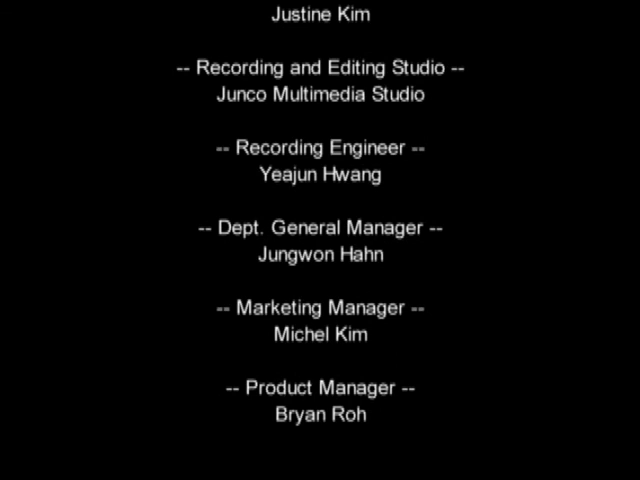 Justine Kim
-- Recording and Editing Studio --
Junco Multimedia Studio
-- Recording Engineer --
Yeajun Hwang
-- Dept. General Manager --
Jungwon Hahn
-- Marketing Manager --
Michel Kim
-- Product Manager --
Bryan Roh